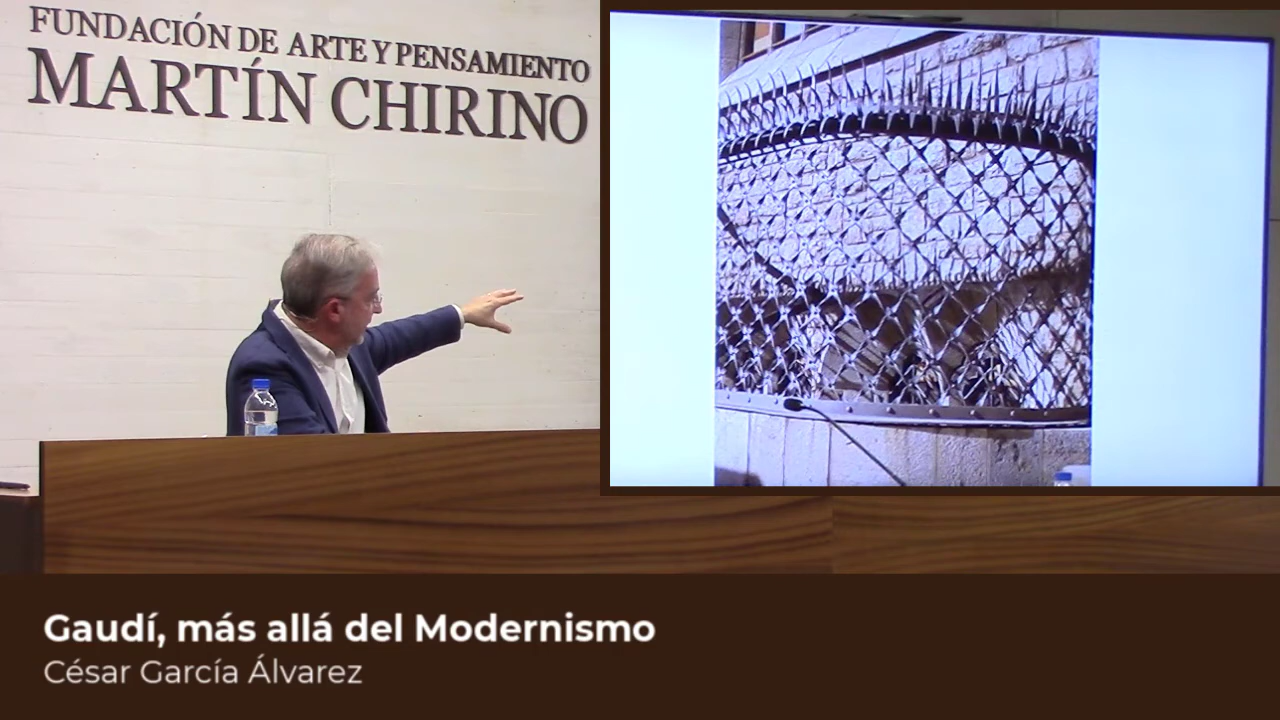 FUNDACIÓN DE ARTE Y PENSAMIENTO
MARTÍN CHIRINO
Gaudí, más allá del Modernismo
César García Álvarez